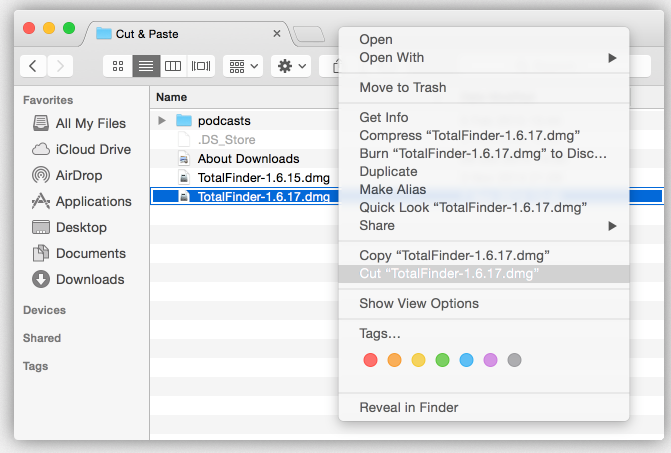 Cut & Paste
Favorites
All My Files
iCloud Drive
AirDrop
Applications
Desktop
Documents
Downloads
Devices
Shared
Tags
Name
podcasts
.DS_Store
About Downloads
TotalFinder-1.6.15.dmg
TotalFinder-1.6.17.dmg
Open
Open With
Move to Trash
Get Info
Compress “TotalFinder-1.6.17.dmg”
Burn “TotalFinder-1.6.17.dmg” to Disc…
Duplicate
Make Alias
Quick Look “TotalFinder-1.6.17.dmg”
Share
Copy “TotalFinder-1.6.17.dmg”
Cut “TotalFinder-1.6.17.dmg”
Show View Options
Tags…
Reveal in Finder